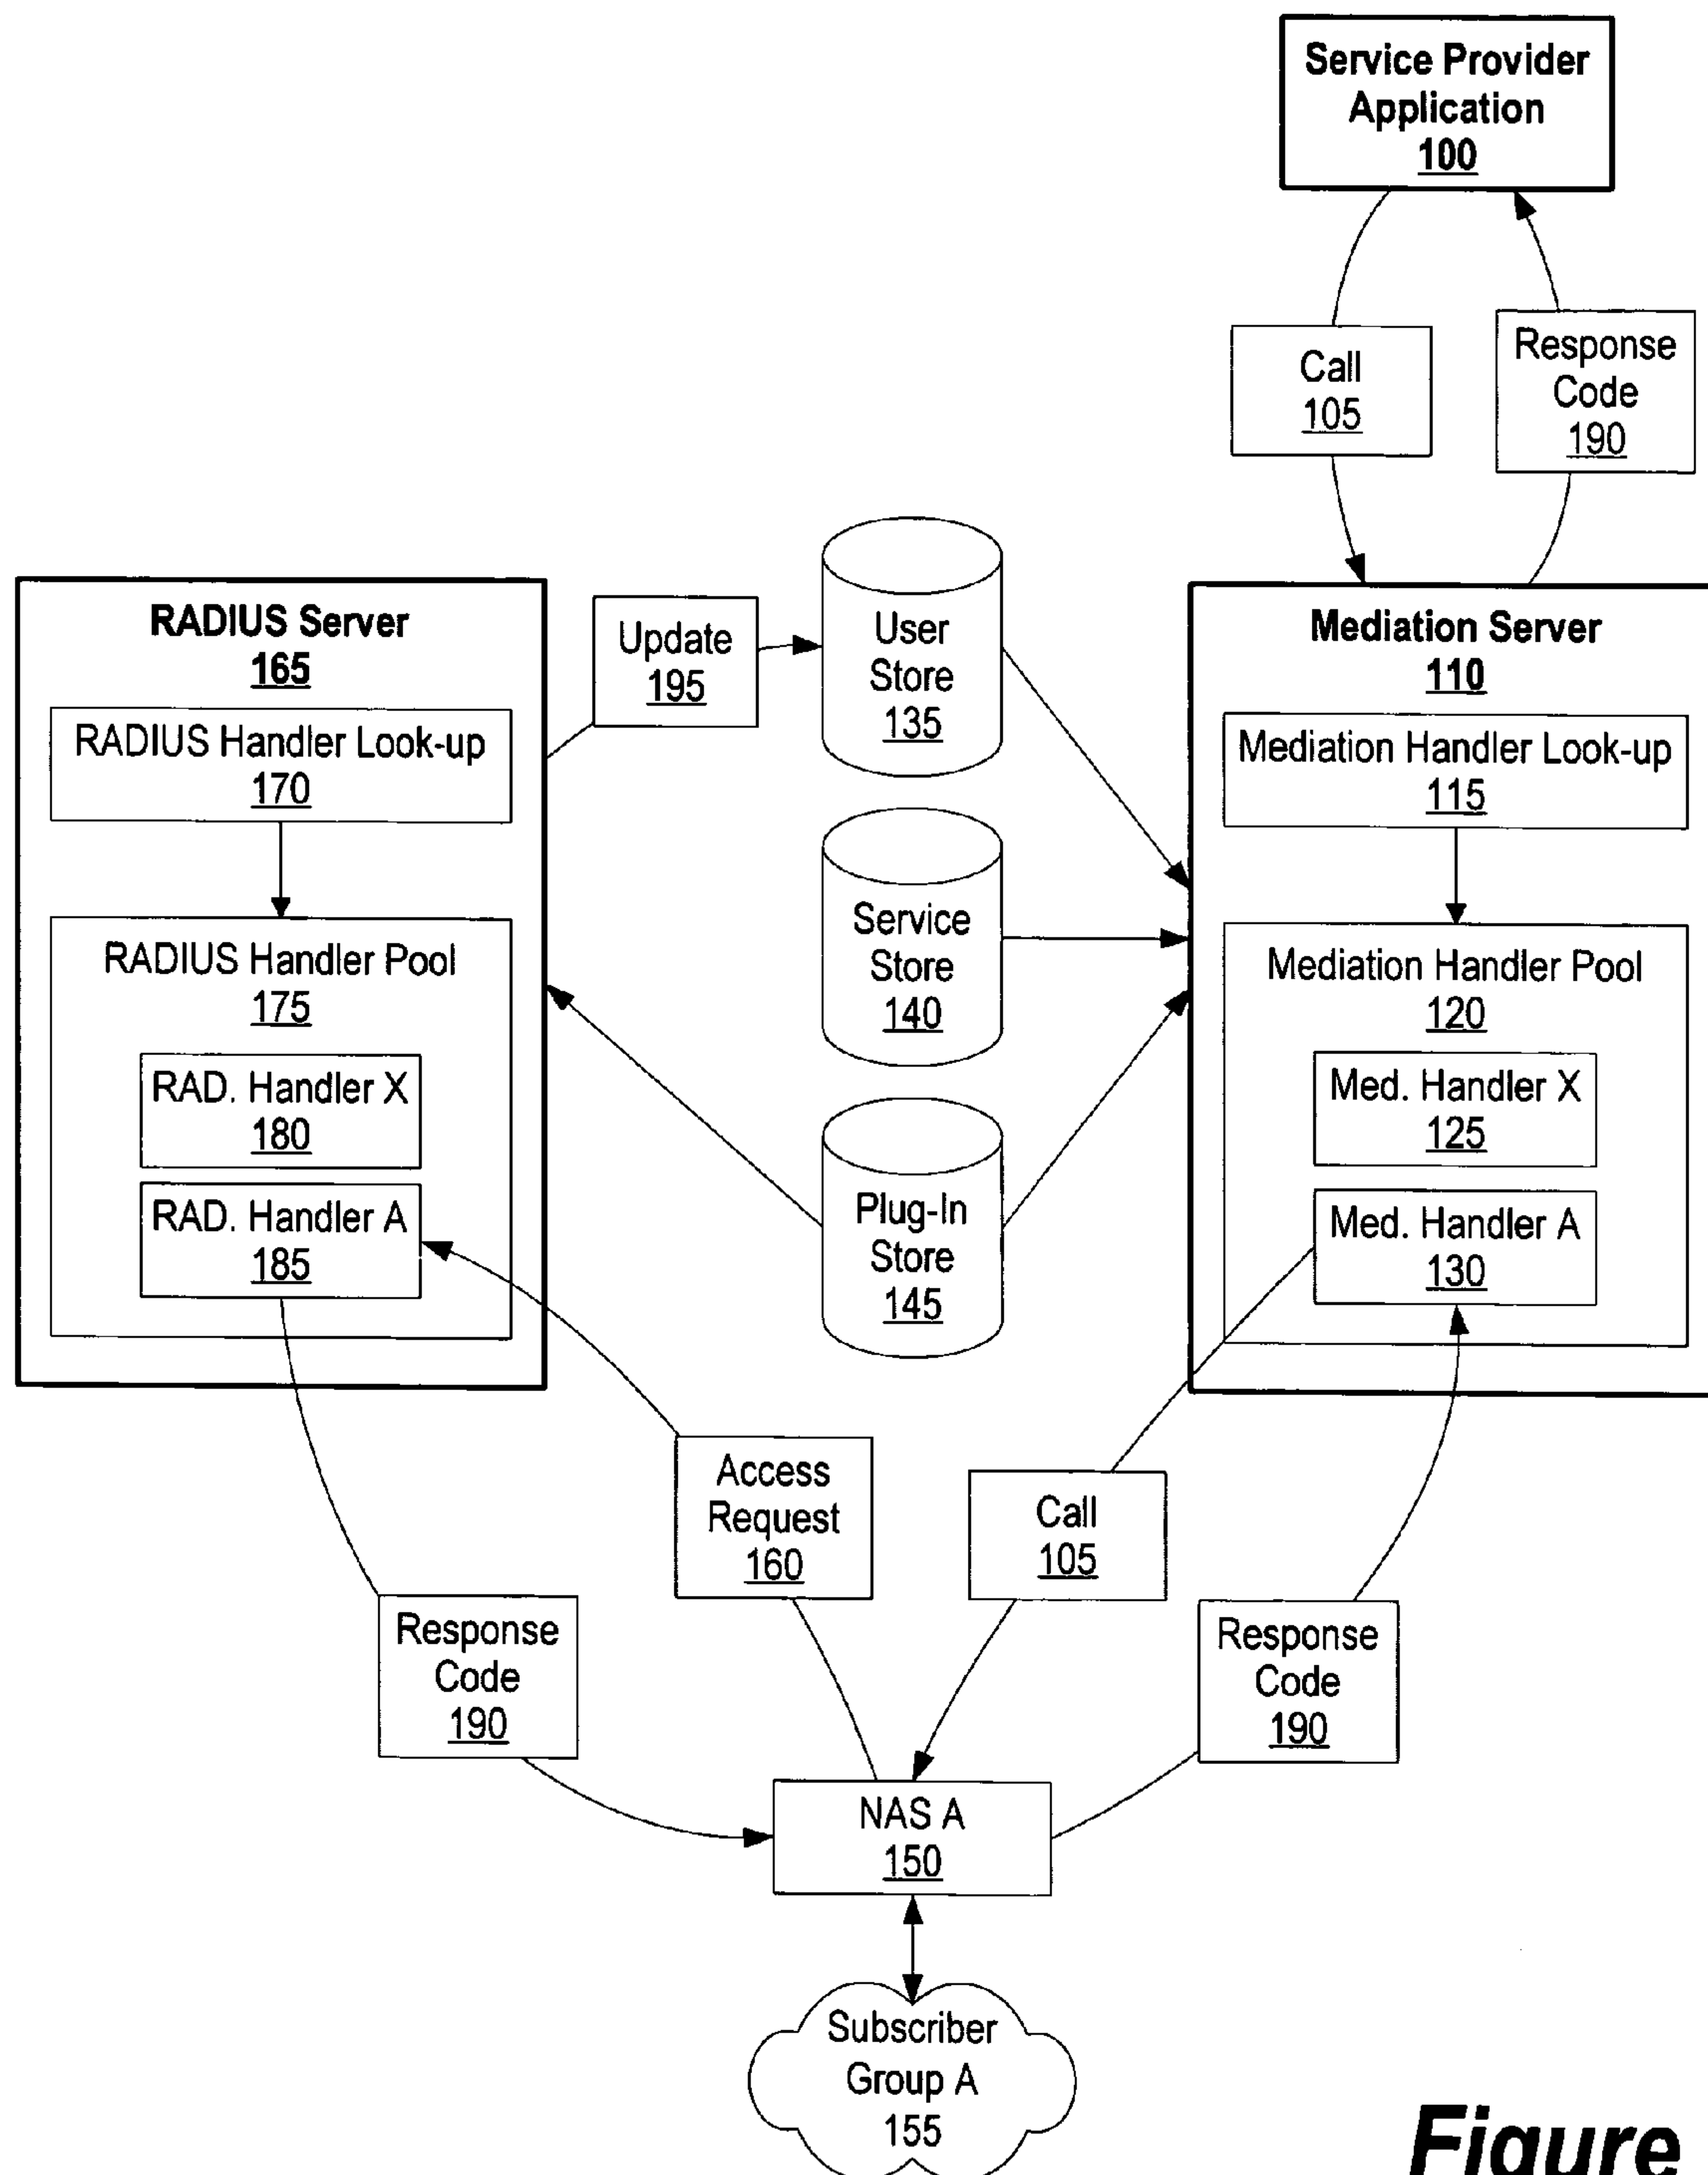 Service Provider
Application
100
Call
105
Response
Code
190
RADIUS Server
165
RADIUS Handler Look-up
170
RADIUS Handler Pool
175
RAD. Handler X
180
RAD. Handler A
185
Update
195
User
Store
135
Service
Store
140
Plug-In
Store
145
Mediation Server
110
Mediation Handler Look-up
115
Mediation Handler Pool
120
Med. Handler X
125
Med. Handler A
130
Access
Request
160
Call
105
Response
Code
190
Response
Code
190
NAS A
150
Subscriber
Group A
155
Figure